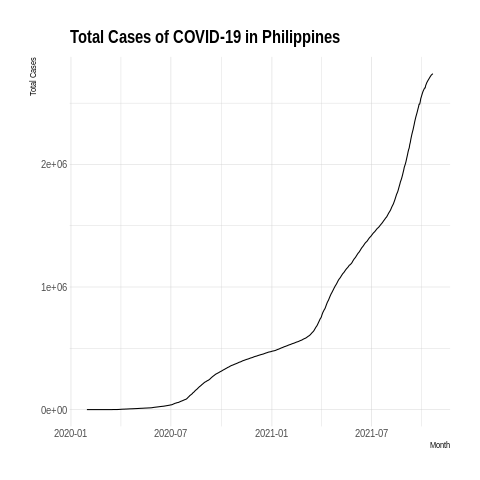 Total Cases of COVID-19 in Philippines
Total Cases
2e+06
1e+06
0e+00
2020-01 2020-07 2021-01 2021-07
Month